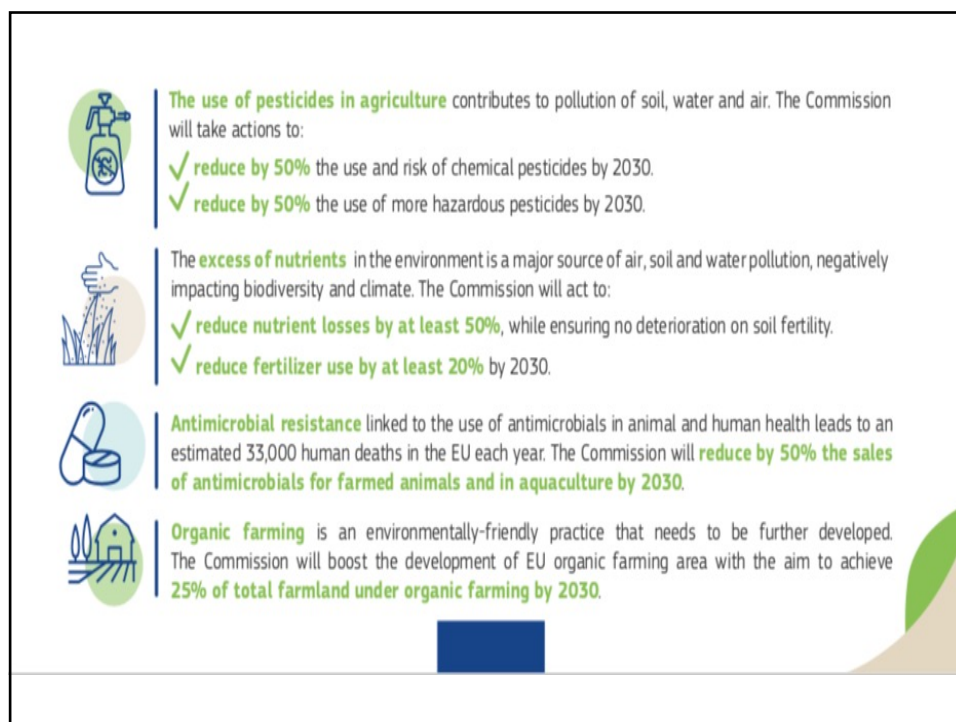 The use of pesticides in agriculture contributes to pollution of soil, water and air. The Commission
will take actions to:
reduce by 50% the use and risk of chemical pesticides by 2030.
reduce by 50% the use of more hazardous pesticides by 2030.
The excess of nutrients in the environment is a major source of air, soil and water pollution, negatively
impacting biodiversity and climate. The Commission will act to:
reduce nutrient losses by at least 50%, while ensuring no deterioration on soil fertility.
reduce fertilizer use by at least 20% by 2030.
Antimicrobial resistance linked to the use of antimicrobials in animal and human health leads to an
estimated 33,000 human deaths in the EU each year. The Commission will reduce by 50% the sales
of antimicrobials for farmed animals and in aquaculture by 2030.
Organic farming is an environmentally-friendly practice that needs to be further developed.
The Commission will boost the development of EU organic farming area with the aim to achieve
25% of total farmland under organic farming by 2030.